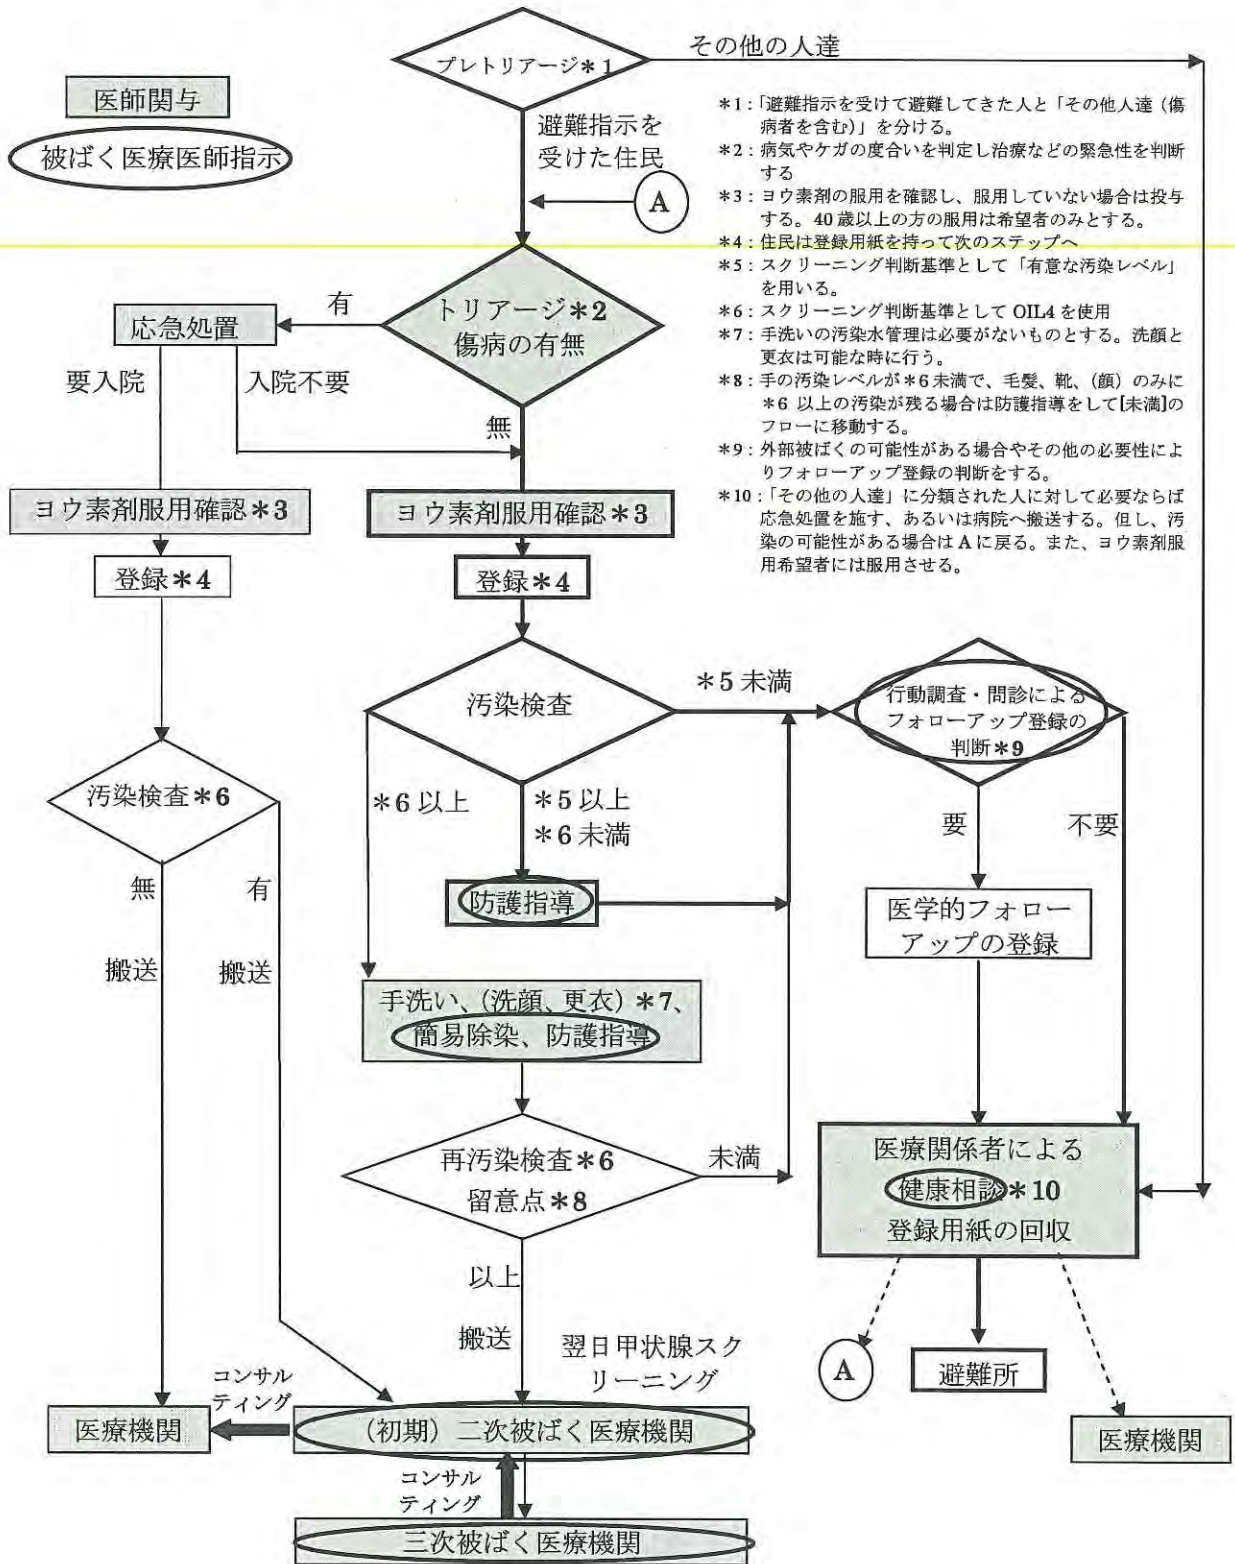 プレトリアージ＊1
その他の人達
医師関与
被ばく医療医師指示
避難指示を
受けた住民
A
＊1：「避難指示を受けて避難してきた人と「その他人達（傷
病者を含む）」を分ける。
＊2：病気やケガの度合いを判定し治療などの緊急性を判断
する
＊3：ヨウ素剤の服用を確認し、服用していない場合は投与
する。40歳以上の方の服用は希望者のみとする。
＊4：住民は登録用紙を持って次のステップへ
＊5：スクリーニング判断基準として「有意な汚染レベル」
を用いる。
＊6：スクリーニング判断基準として OIL4 を使用
＊7：手洗いの汚染水管理は必要がないものとする。洗顔と
更衣は可能な時に行う。
＊8：手の汚染レベルが＊6未満で、毛髪、靴、（顔）のみに
＊6 以上の汚染が残る場合は防護指導をして[未満]の
フローに移動する。
＊9：外部被ばくの可能性がある場合やその他の必要性によ
りフォローアップ登録の判断をする。
＊10：「その他の人達」に分類された人に対して必要ならば
応急処置を施す、あるいは病院へ搬送する。但し、汚
染の可能性がある場合は A に戻る。また、ヨウ素剤服
用希望者には服用させる。
トリアージ＊2
傷病の有無
有
応急処置
要入院
入院不要
無
ヨウ素剤服用確認＊3
ヨウ素剤服用確認＊3
登録＊4
登録＊4
汚染検査
＊5 未満
行動調査・問診による
フォローアップ登録の
判断＊9
汚染検査＊6
＊6 以上
＊5 以上
＊6 未満
要
不要
無
有
防護指導
医学的フォロー
アップの登録
搬送
搬送
手洗い、（洗顔、更衣）＊7、
簡易除染、防護指導
再汚染検査＊6
留意点＊8
未満
医療関係者による
健康相談＊10
登録用紙の回収
以上
搬送
翌日甲状腺スク
リーニング
A
避難所
医療機関
コンサル
ティング
医療機関
（初期）二次被ばく医療機関
コンサル
ティング
三次被ばく医療機関